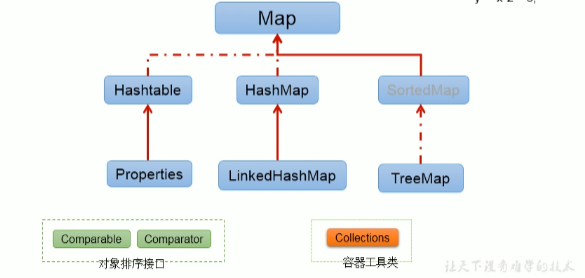 Map
Hashtable
HashMap
SortedMap
Properties
LinkedHashMap
TreeMap
Comparable
Comparator
Collections
对象排序接口
容器工具类
让天下没有难学的技术